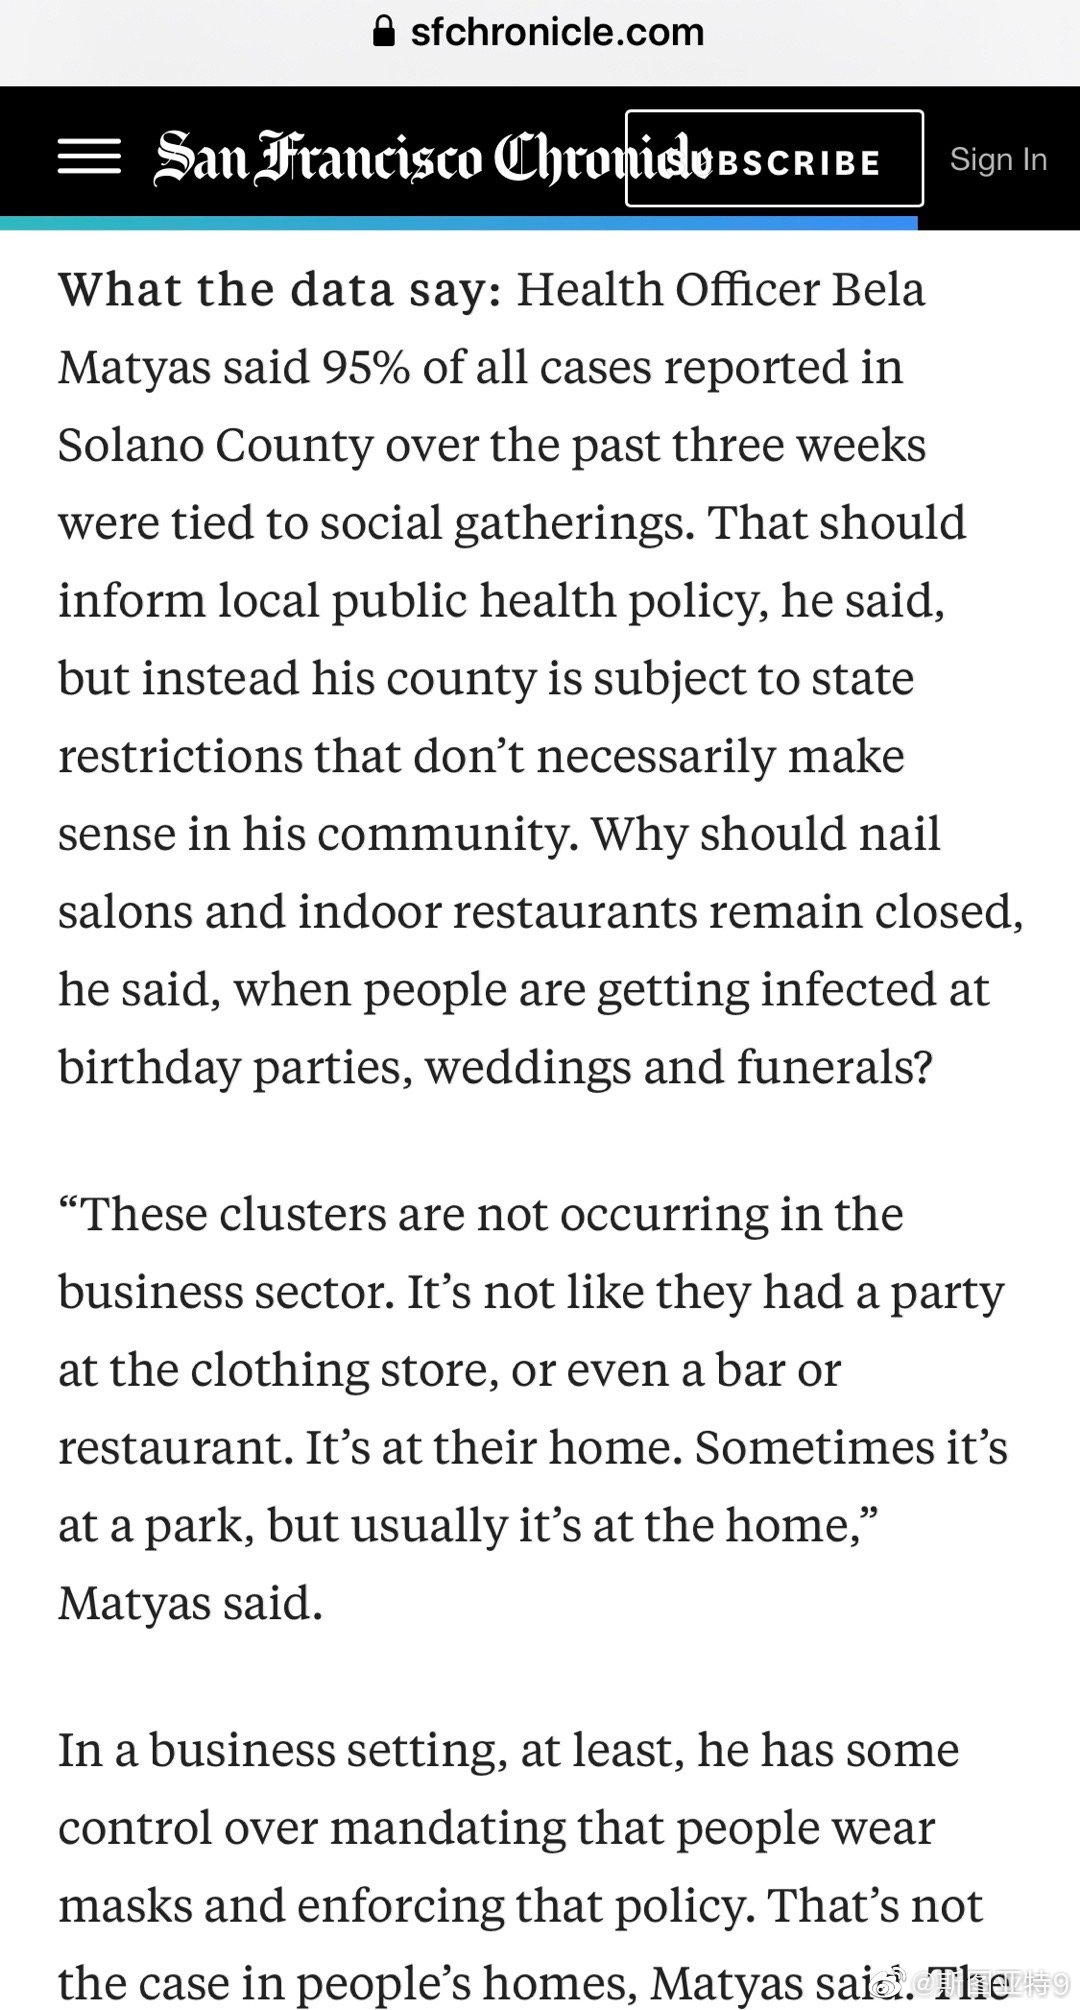 sfchronicle.com
San Francisco Chronicle SUBSCRIBE Sign In
What the data say: Health Officer Bela
Matyas said 95% of all cases reported in
Solano County over the past three weeks
were tied to social gatherings. That should
inform local public health policy, he said,
but instead his county is subject to state
restrictions that don’t necessarily make
sense in his community. Why should nail
salons and indoor restaurants remain closed,
he said, when people are getting infected at
birthday parties, weddings and funerals?
“These clusters are not occurring in the
business sector. It’s not like they had a party
at the clothing store, or even a bar or
restaurant. It’s at their home. Sometimes it’s
at a park, but usually it’s at the home,”
Matyas said.
In a business setting, at least, he has some
control over mandating that people wear
masks and enforcing that policy. That’s not
the case in people’s homes, Matyas said. The
@斯图亚特9